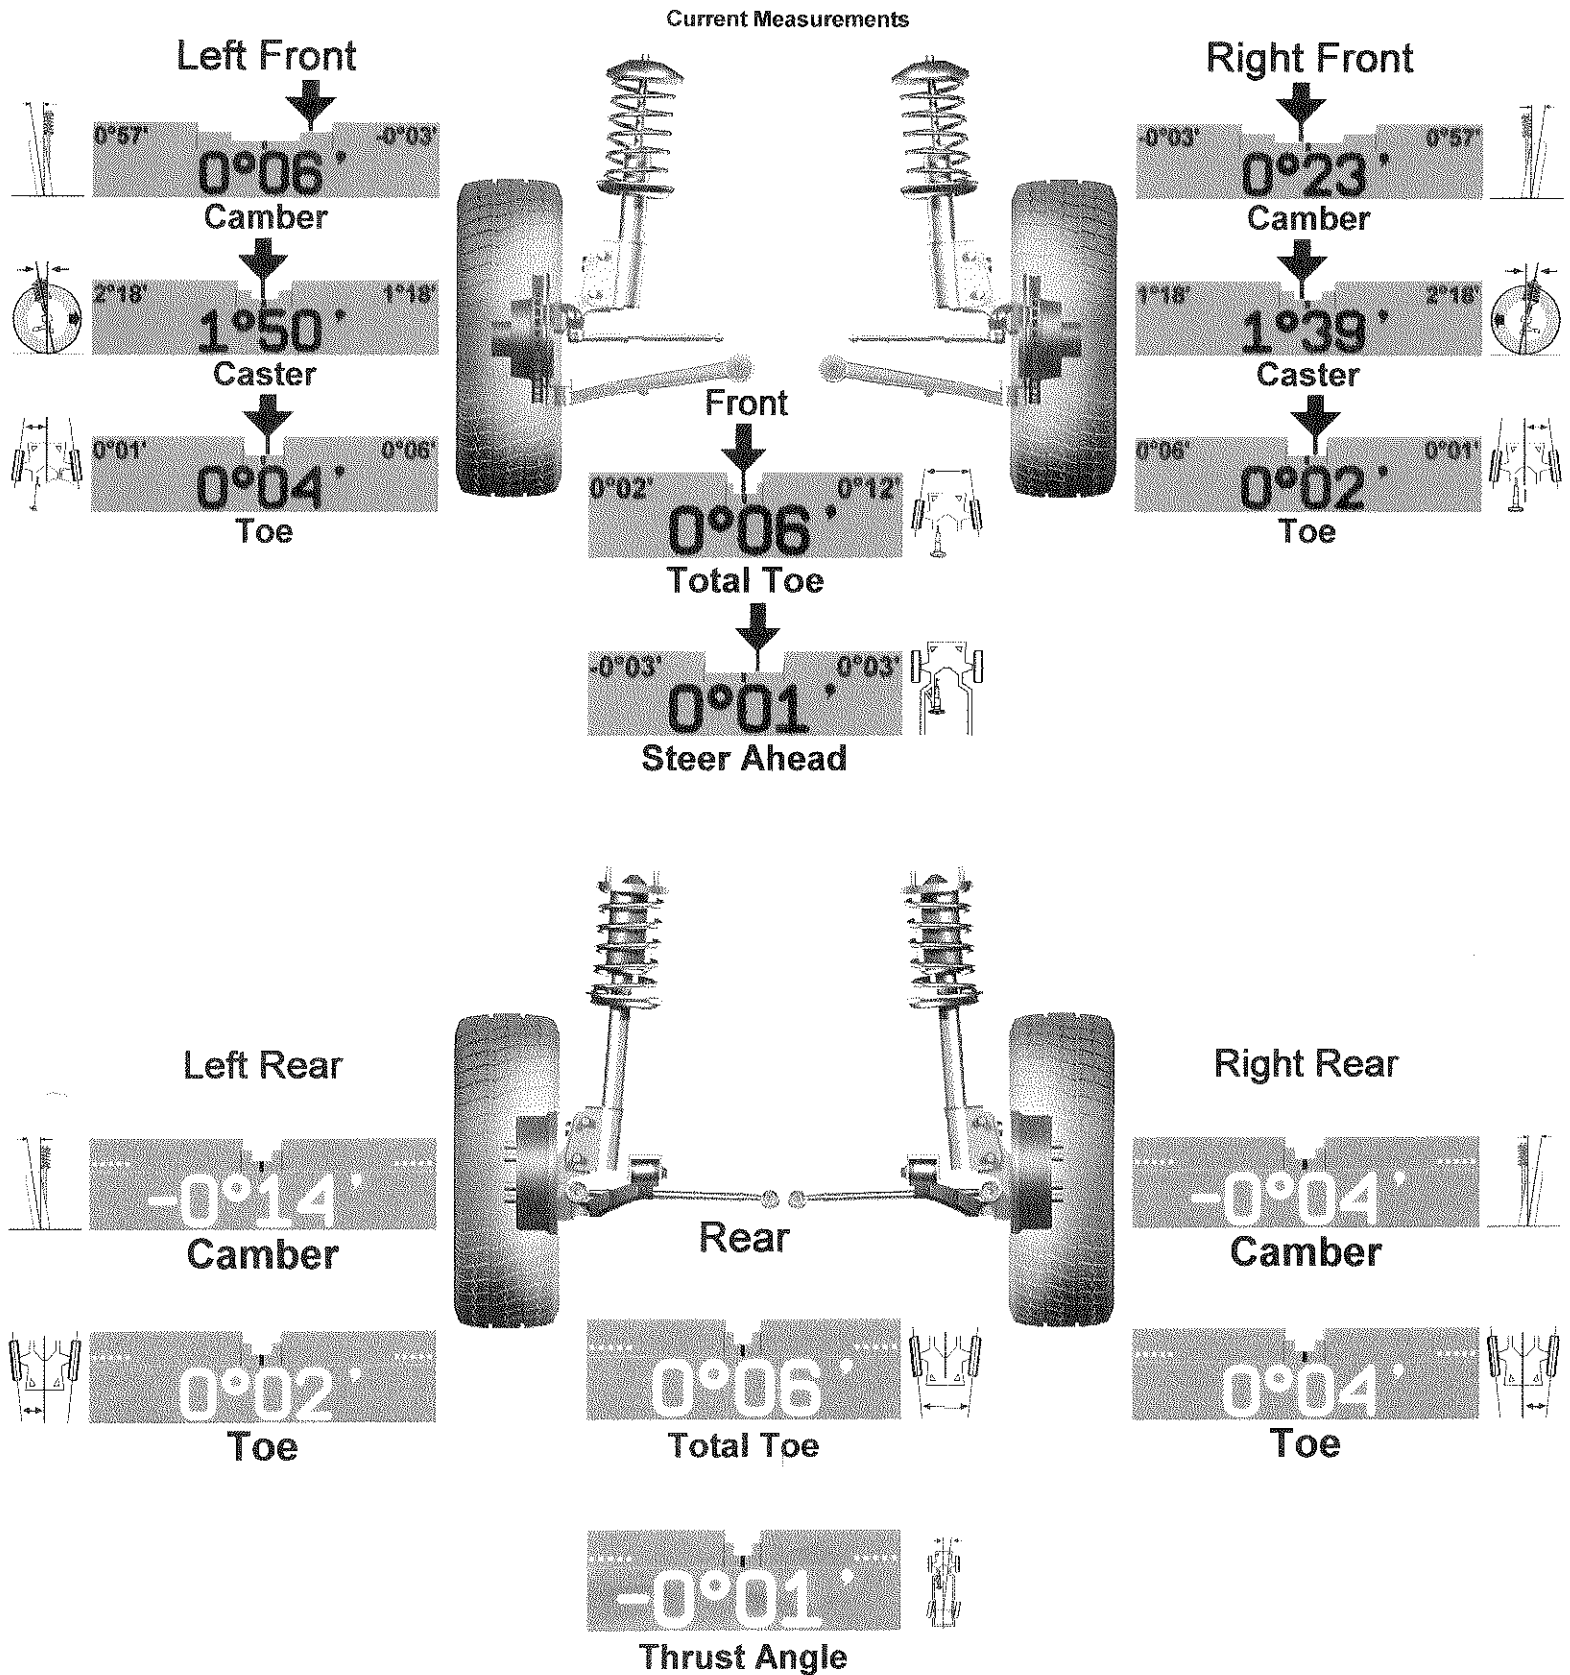 Current Measurements
Left Front
Right Front
0°57' -0°03'
0°06'
Camber
-0°03' 0°57'
0°23'
Camber
2°18' 1°18'
1°50'
Caster
1°18' 2°18'
1°39'
Caster
0°01' 0°06'
0°04'
Toe
Front
0°02' 0°12'
0°06'
Total Toe
0°06' 0°01'
0°02'
Toe
-0°03' 0°03'
0°01'
Steer Ahead
Left Rear
Right Rear
-0°14'
Camber
Rear
-0°04'
Camber
0°02'
Toe
0°06'
Total Toe
0°04'
Toe
-0°01'
Thrust Angle